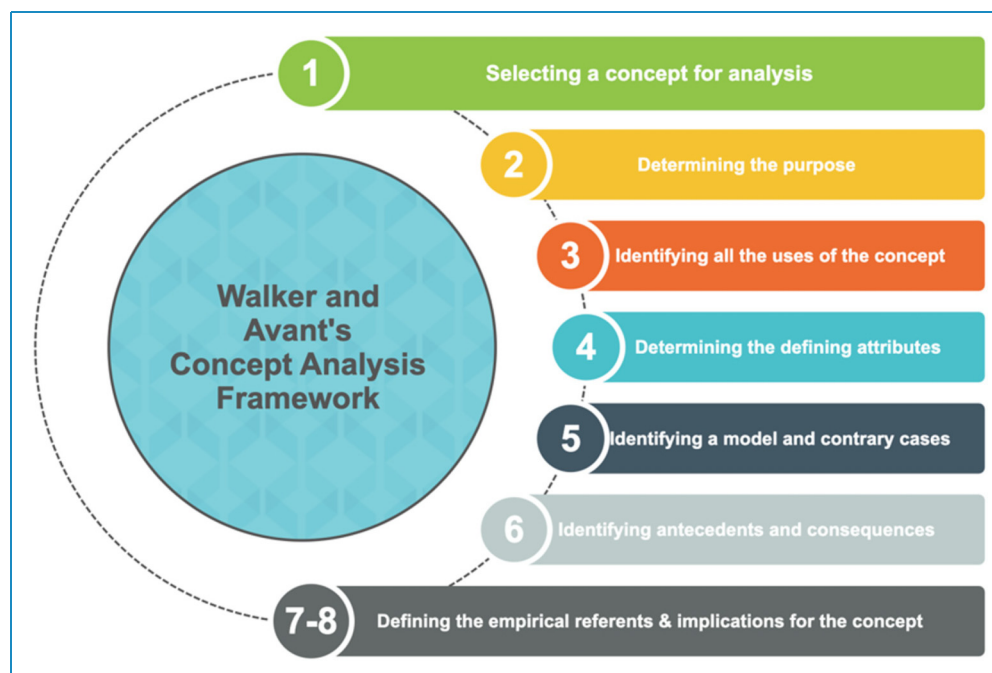 1
Selecting a concept for analysis
2
Determining the purpose
3
Identifying all the uses of the concept
Walker and
Avant's
Concept Analysis
Framework
4
Determining the defining attributes
5
Identifying a model and contrary cases
6
Identifying antecedents and consequences
7-8
Defining the empirical referents & implications for the concept